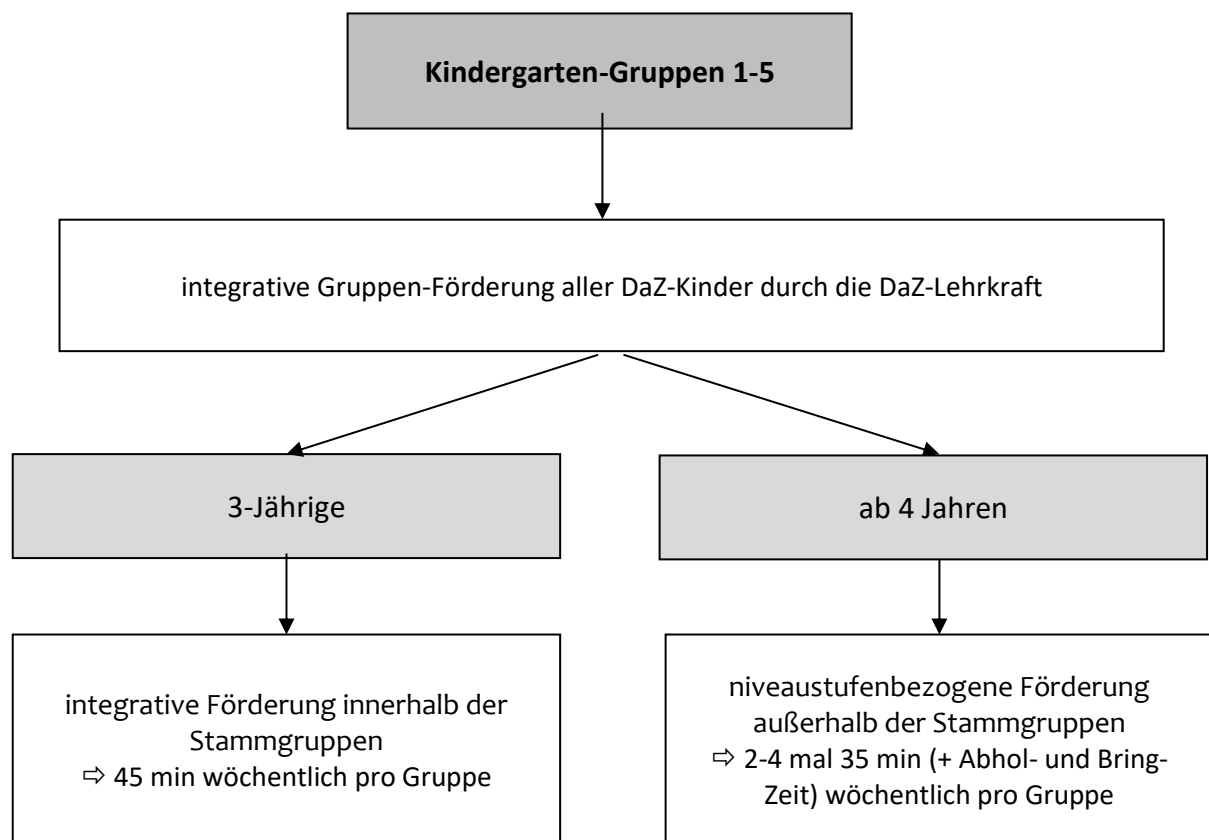 Kindergarten-Gruppen 1-5
integrative Gruppen-Förderung aller DaZ-Kinder durch die DaZ-Lehrkraft
3-Jährige
ab 4 Jahren
integrative Förderung innerhalb der
Stammgruppen
⇨ 45 min wöchentlich pro Gruppe
niveaustufenbezogene Förderung
außerhalb der Stammgruppen
⇨ 2-4 mal 35 min (+ Abhol- und Bring-
Zeit) wöchentlich pro Gruppe